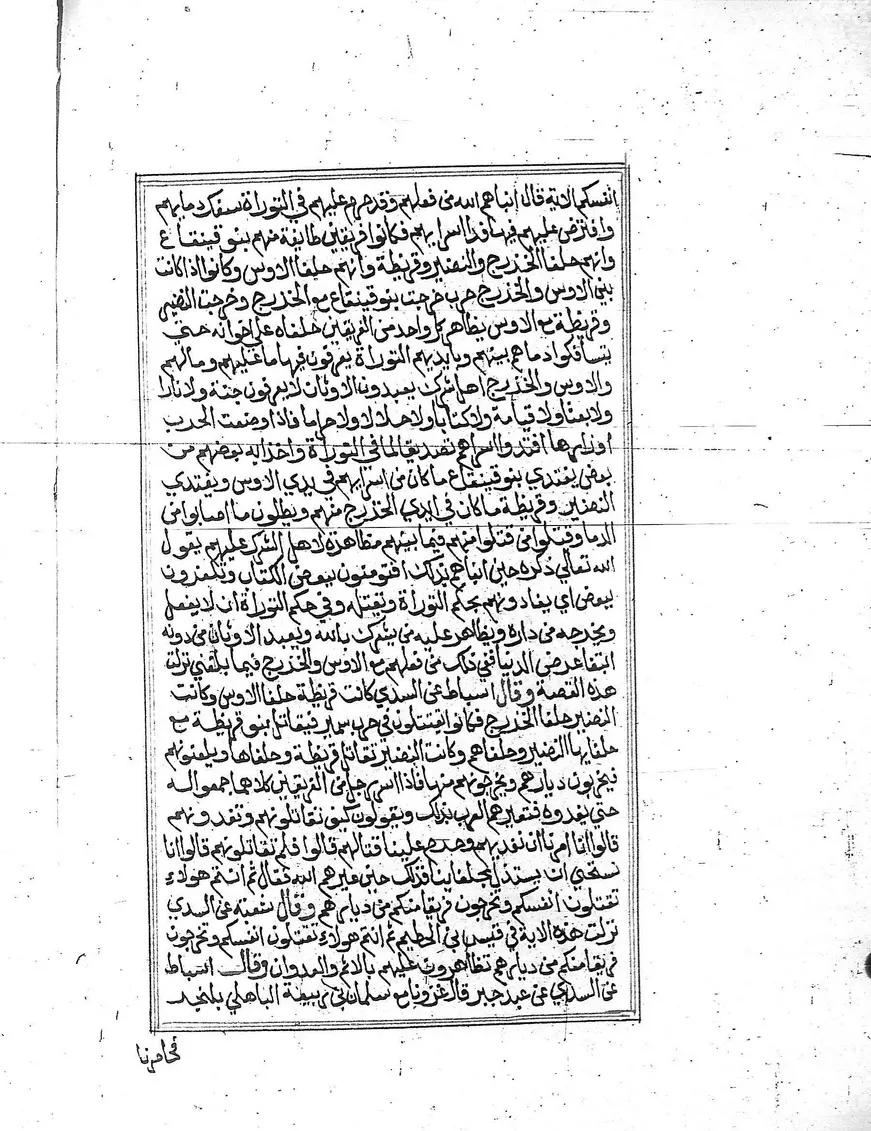 انفسكم الاية قال انباهم الله من فعلهم وقد حرم عليهم في التوراة سفك دمايهم
وافترض عليهم فيها فدا اسرايهم فكانوا فريقين طايفة منهم بنو قينقاع
وانهم حلفا الخزرج والنضير وقريظة وانهم حلفا الاوس وكانوا اذا كانت
بين الاوس والخزرج حرب خرجت بنو قينقاع مع الخزرج وخرجت النضير
وقريظة مع الاوس يظاهر كل واحد من الفريقين حلفاه على اخوانه حتى
يتسافكوا دماهم بينهم وبايديهم التوراة يعرفون فيها ما عليهم وما لهم
والاوس والخزرج اهل شرك يعبدون الاوثان لا يعرفون جنة ولا نارا
ولا بعثا ولا قيامة ولا كتابا ولا حلالا ولا حراما فاذا وضعت الحرب
اوزارها افتدوا اسراهم تصديقا لما في التوراة واخذا به بعضهم من
بعض يفتدي بنو قينقاع ما كان من اسرايهم في يدي الاوس ويفتدي
النضير وقريظة ما كان في ايدي الخزرج منهم ويطلون ما اصابوا من
الدما وقتلوا من قتلوا منهم فيما بينهم مظاهرة لاهل الشرك عليهم يقول
الله تعالي ذكره حين انباهم بذلك افتومنون ببعض الكتاب وتكفرون
ببعض اي يفادونهم بحكم التوراة ويقتله وفي حكم التوراة ان لا يفعل
ويخرجه من داره ويظاهر عليه من يشرك بالله ويعبد الاوثان من دونه
ابتغا عرض الدنيا ففي ذلك من فعلهم مع الاوس والخزرج فيما بلغني نزلت
هذه القصة وقال اسباط عن السدي كانت قريظة حلفا الاوس وكانت
النضير حلفا الخزرج فكانوا يقتتلون في حرب سمير فيقاتل بنو قريظة مع
حلفايها النضير وحلفاهم وكانت النضير تقاتل قريظة وحلفاها ويغلبونهم
فيخربون ديارهم ويخرجونهم منها فاذا اسر رجل من الفريقين كلاهما جمعوا له
حتى يفدوه فتعيرهم العرب بذلك ويقولون كيف تقاتلونهم وتفدونهم
قالوا انا امرنا ان نفديهم وحرم علينا قتالهم قالوا فلم تقاتلونهم قالوا انا
نستحي ان يستذل حلفاينا فذلك حين عيرهم الله فقال ثم انتم هولاء
تقتلون انفسكم وتخرجون فريقا منكم من ديارهم وقال شعبة عن السدي
نزلت هذه الاية في قيس بن الحطيم ثم انتم هولاء تقتلون انفسكم وتخرجون
فريقا منكم من ديارهم تظاهرون عليهم بالاثم والعدوان وقال اسباط
عن السدي عن عبد خير قال غزونا مع سلمان بن ربيعة الباهلي بلنجر
فحاصرنا